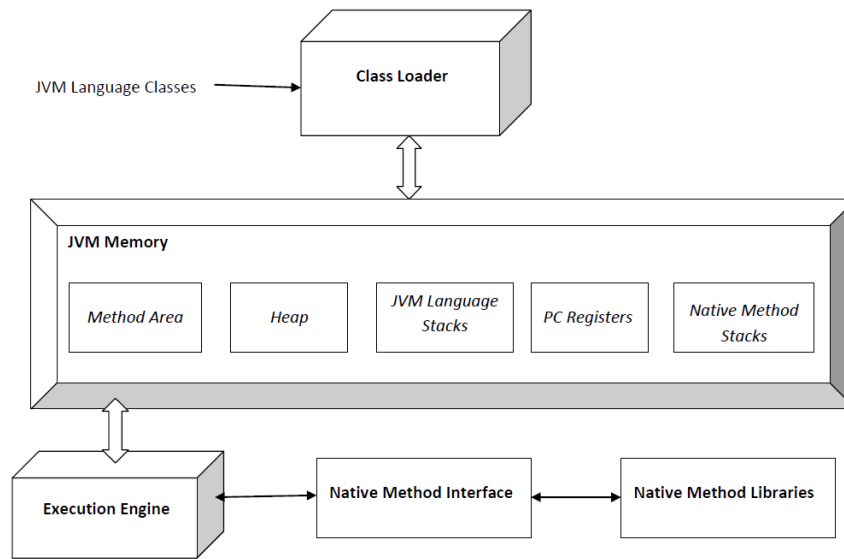 Class Loader
JVM Language Classes
JVM Memory
Method Area
Heap
JVM Language
Stacks
PC Registers
Native Method
Stacks
Execution Engine
Native Method Interface
Native Method Libraries